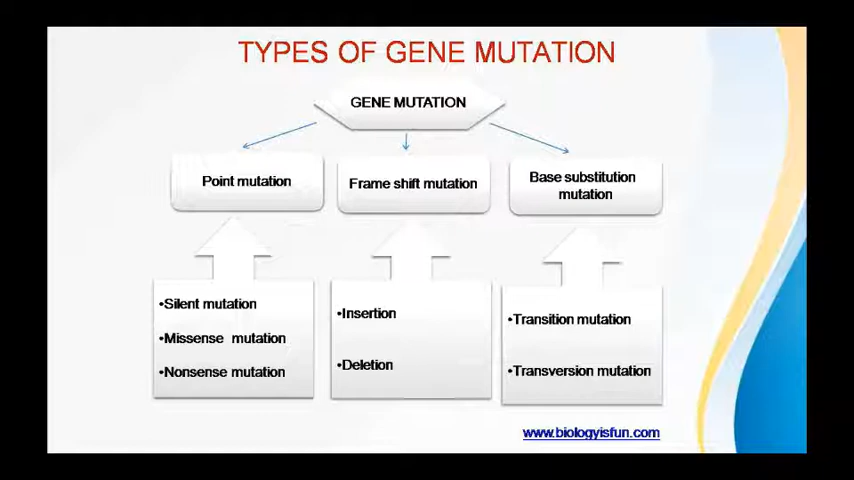 TYPES OF GENE MUTATION
GENE MUTATION
Point mutation
Frame shift mutation
Base substitution
mutation
•Silent mutation
•Missense mutation
•Nonsense mutation
•Insertion
•Deletion
•Transition mutation
•Transversion mutation
www.biologyisfun.com